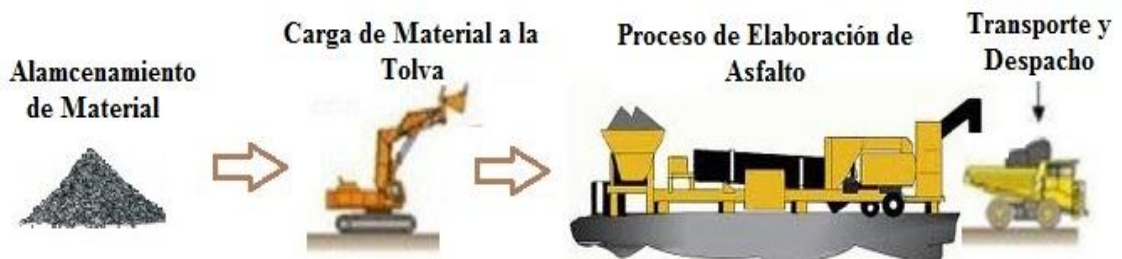 Alamcenamiento
de Material
Carga de Material a la
Tolva
Proceso de Elaboración de
Asfalto
Transporte y
Despacho